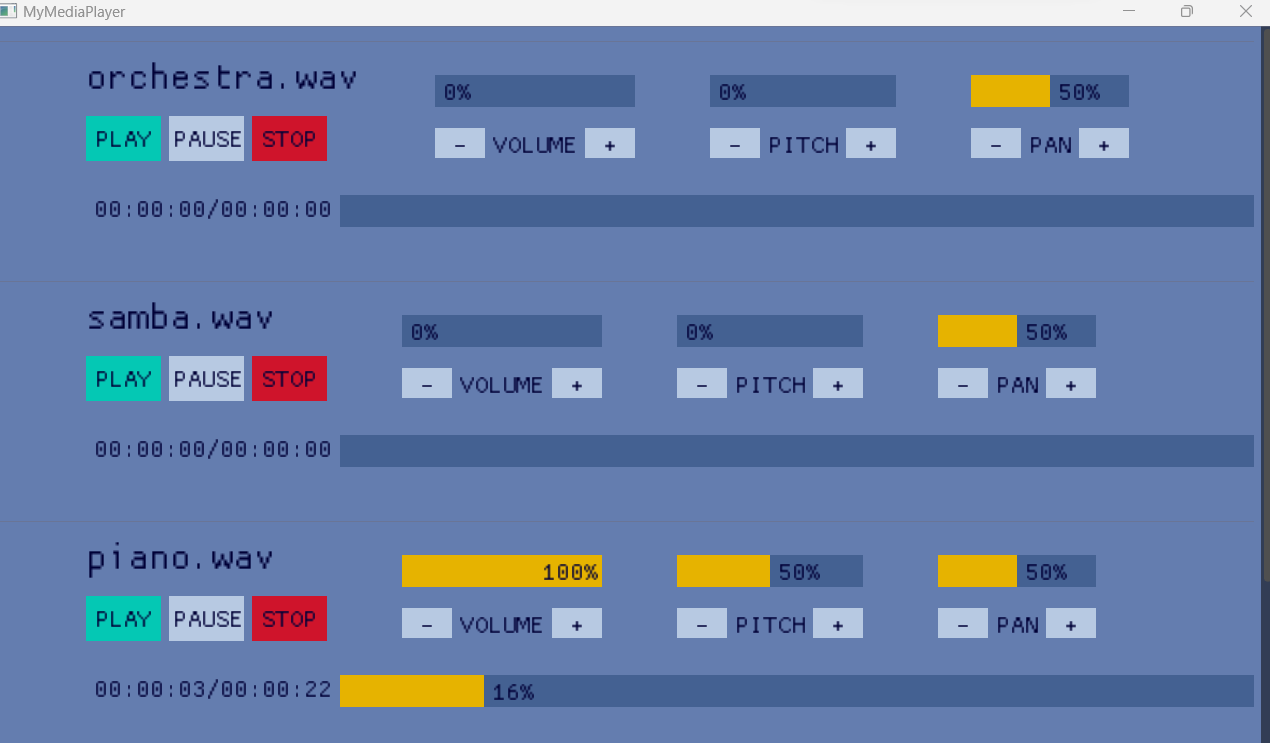 MyMediaPlayer
orchestra.wav
0% 0% 50%
PLAY PAUSE STOP - VOLUME + - PITCH + - PAN +
00:00:00/00:00:00
samba.wav
0% 0% 50%
PLAY PAUSE STOP - VOLUME + - PITCH + - PAN +
00:00:00/00:00:00
piano.wav
100% 50% 50%
PLAY PAUSE STOP - VOLUME + - PITCH + - PAN +
00:00:03/00:00:22 16%